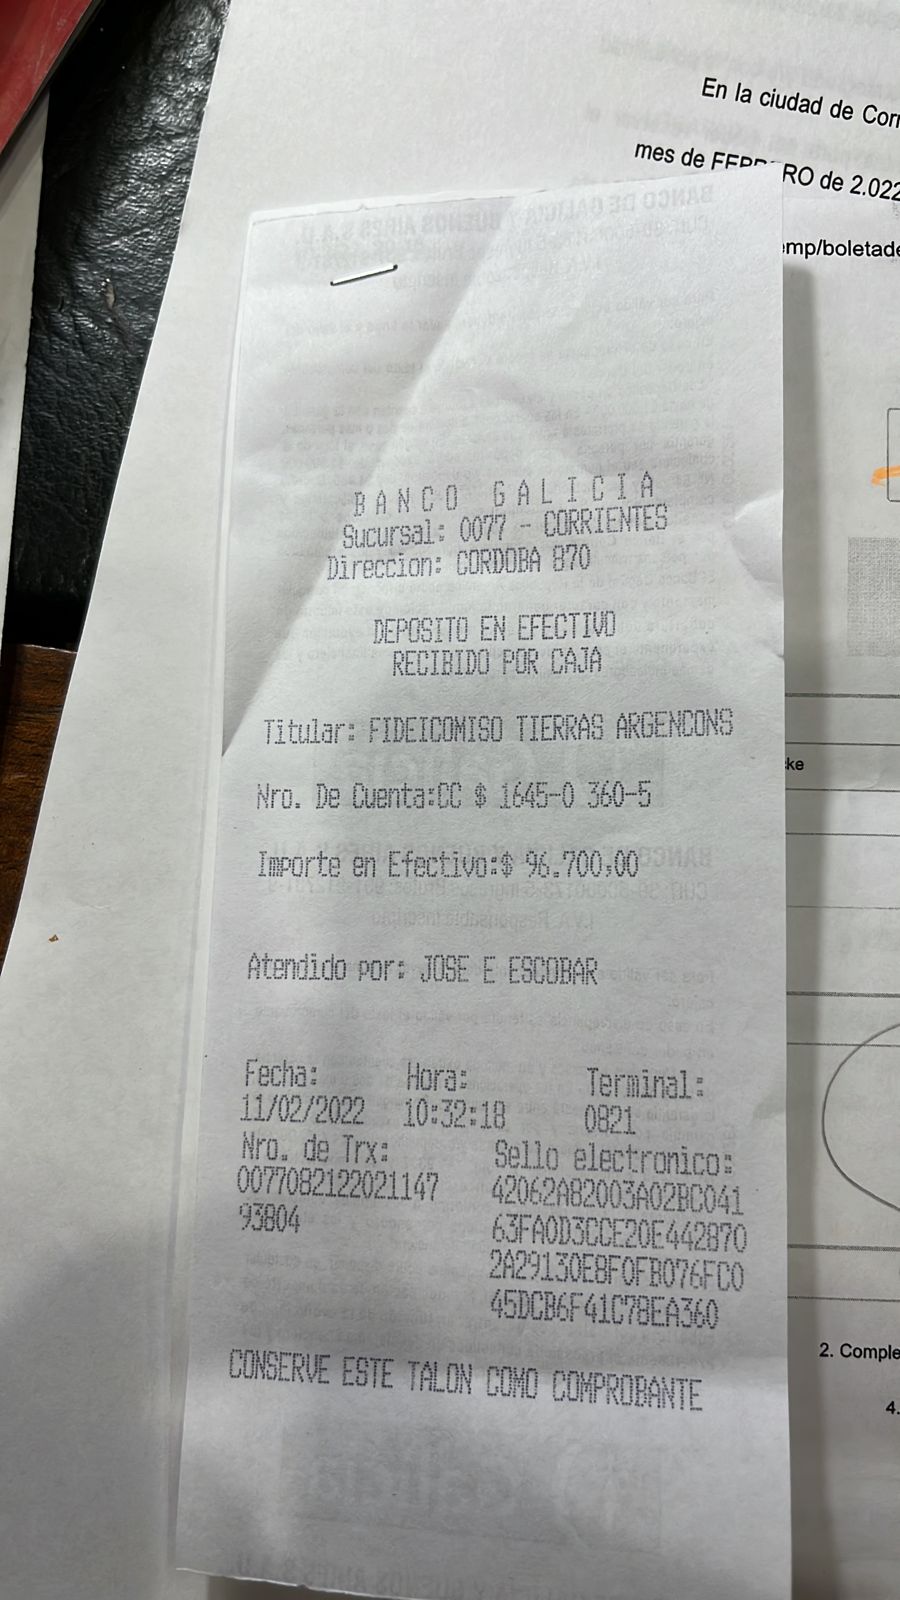 En la ciudad de Corr
mes de FEBRERO de 2.022
emp/boletade
BANCO GALICIA
Sucursal: 0077 - CORRIENTES
Direccion: CORDOBA 870
DEPOSITO EN EFECTIVO
RECIBIDO POR CAJA
Titular: FIDEICOMISO TIERRAS ARGENCONS
Nro. De Cuenta:CC $ 1645-0 360-5
Importe en Efectivo:$ 96.700,00
Atendido por: JOSE E ESCOBAR
Fecha: Hora: Terminal:
11/02/2022 10:32:18 0821
Nro. de Trx: Sello electronico:
0077082122021147 42062A82003A02BC041
93804 63FA0D3CCE20E442870
2A29130E8F0FB076FC0
45DCB6F41C78EA360
CONSERVE ESTE TALON COMO COMPROBANTE
ke
2. Comple
4.